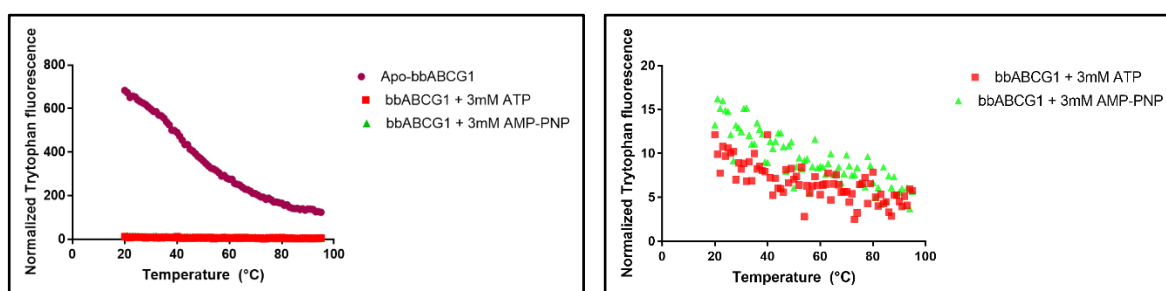 Normalized Trytophan fluorescence
800
600
400
200
0
0
20
40
60
80
100
Temperature (°C)
Apo-bbABCG1
bbABCG1 + 3mM ATP
bbABCG1 + 3mM AMP-PNP
Normalized Trytophan fluorescence
20
15
10
5
0
0
20
40
60
80
100
Temperature (°C)
bbABCG1 + 3mM ATP
bbABCG1 + 3mM AMP-PNP